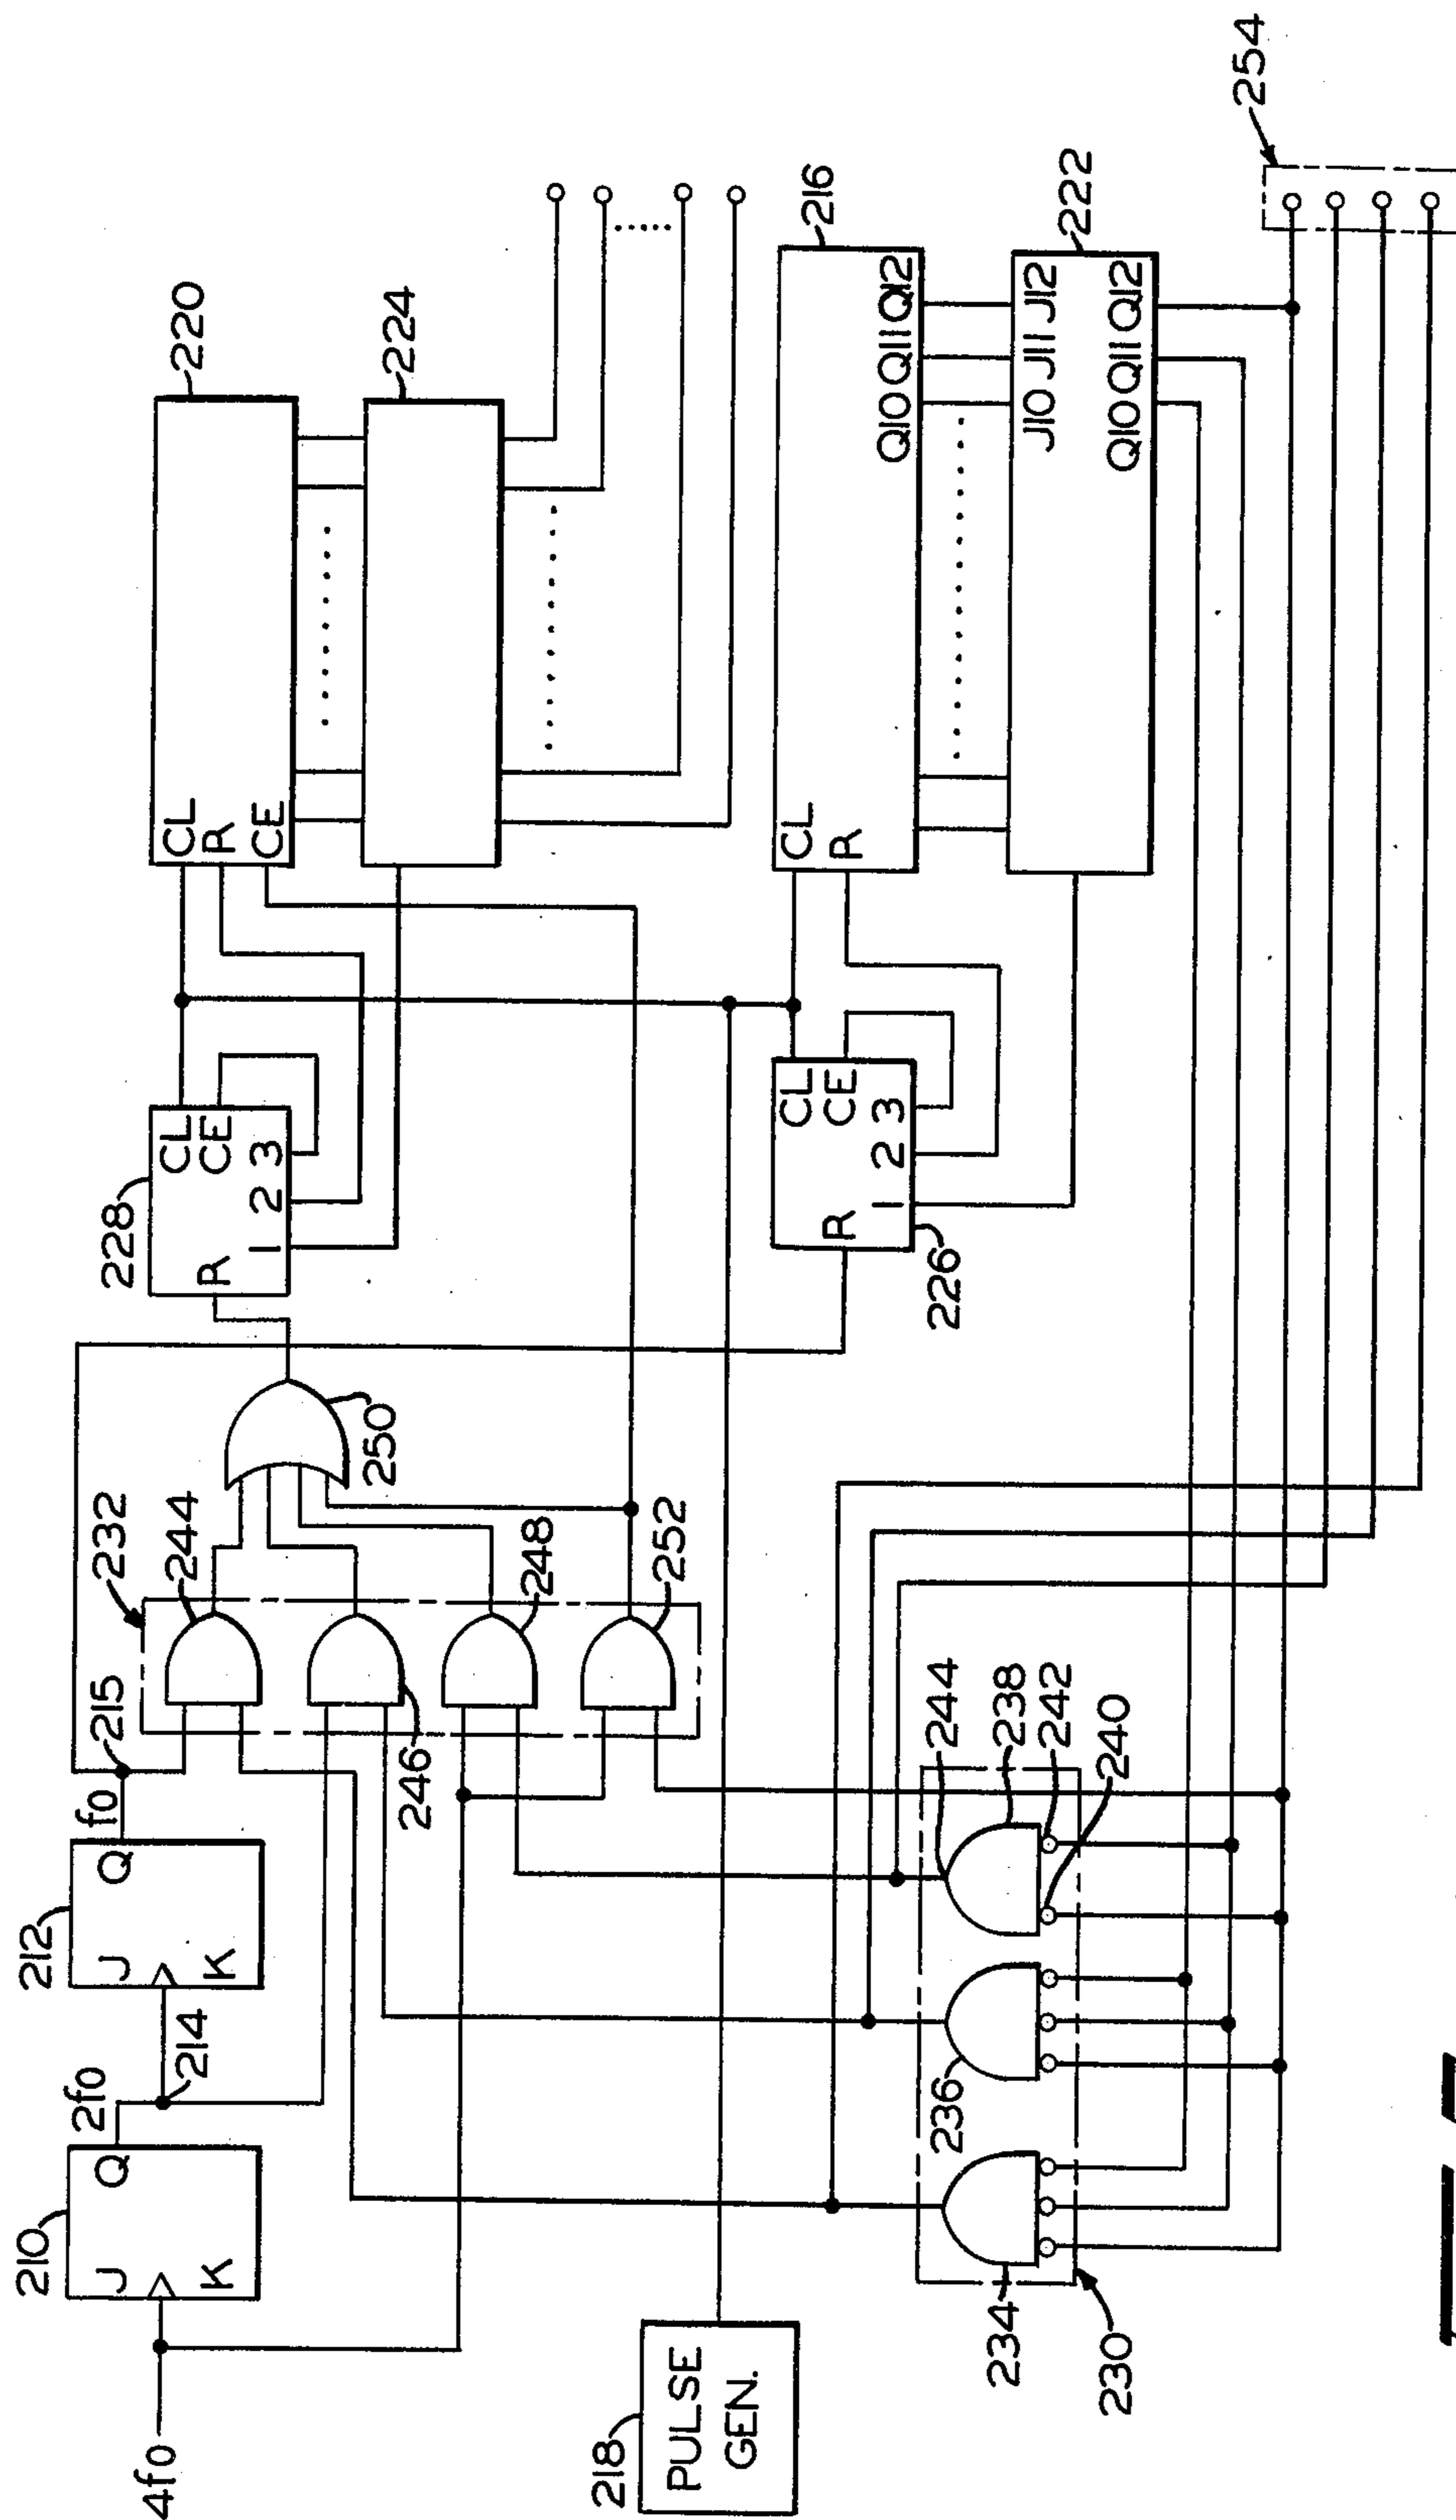 4f0
210
J
Q
K
2f0
214
212
J
Q
K
f0
215
232
244
246
248
252
250
228
R
CL
CE
1 2 3
CL
R
CE
220
224
218
PULSE
GEN.
226
R
CL
CE
1 2 3
CL
R
216
Q10 Q11 Q12
J10 J11 J12
222
Q10 Q11 Q12
234
230
236
244
238
242
240
254